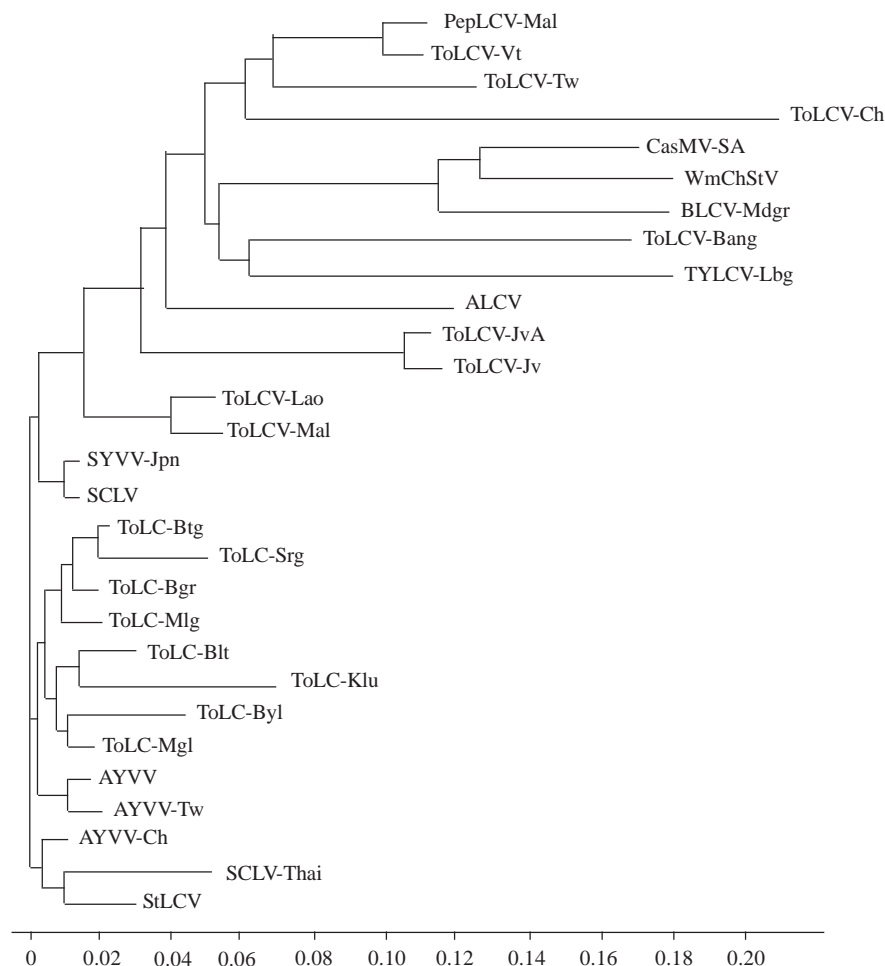 PepLCV-Mal
ToLCV-Vt
ToLCV-Tw
ToLCV-Ch
CasMV-SA
WmChStV
BLCV-Mdgr
ToLCV-Bang
TYLCV-Lbg
ALCV
ToLCV-JvA
ToLCV-Jv
ToLCV-Lao
ToLCV-Mal
SYVV-Jpn
SCLV
ToLC-Btg
ToLC-Srg
ToLC-Bgr
ToLC-Mlg
ToLC-Blt
ToLC-Klu
ToLC-Byl
ToLC-Mgl
AYVV
AYVV-Tw
AYVV-Ch
SCLV-Thai
StLCV
0 0.02 0.04 0.06 0.08 0.10 0.12 0.14 0.16 0.18 0.20